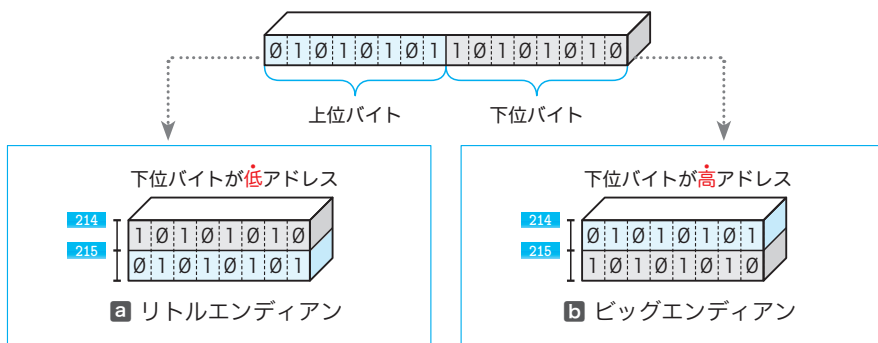 0 1 0 1 0 1 0 1 1 0 1 0 1 0 1 0
上位バイト 下位バイト
下位バイトが低アドレス
214
1 0 1 0 1 0 1 0
215
0 1 0 1 0 1 0 1
a リトルエンディアン
下位バイトが高アドレス
214
0 1 0 1 0 1 0 1
215
1 0 1 0 1 0 1 0
b ビッグエンディアン